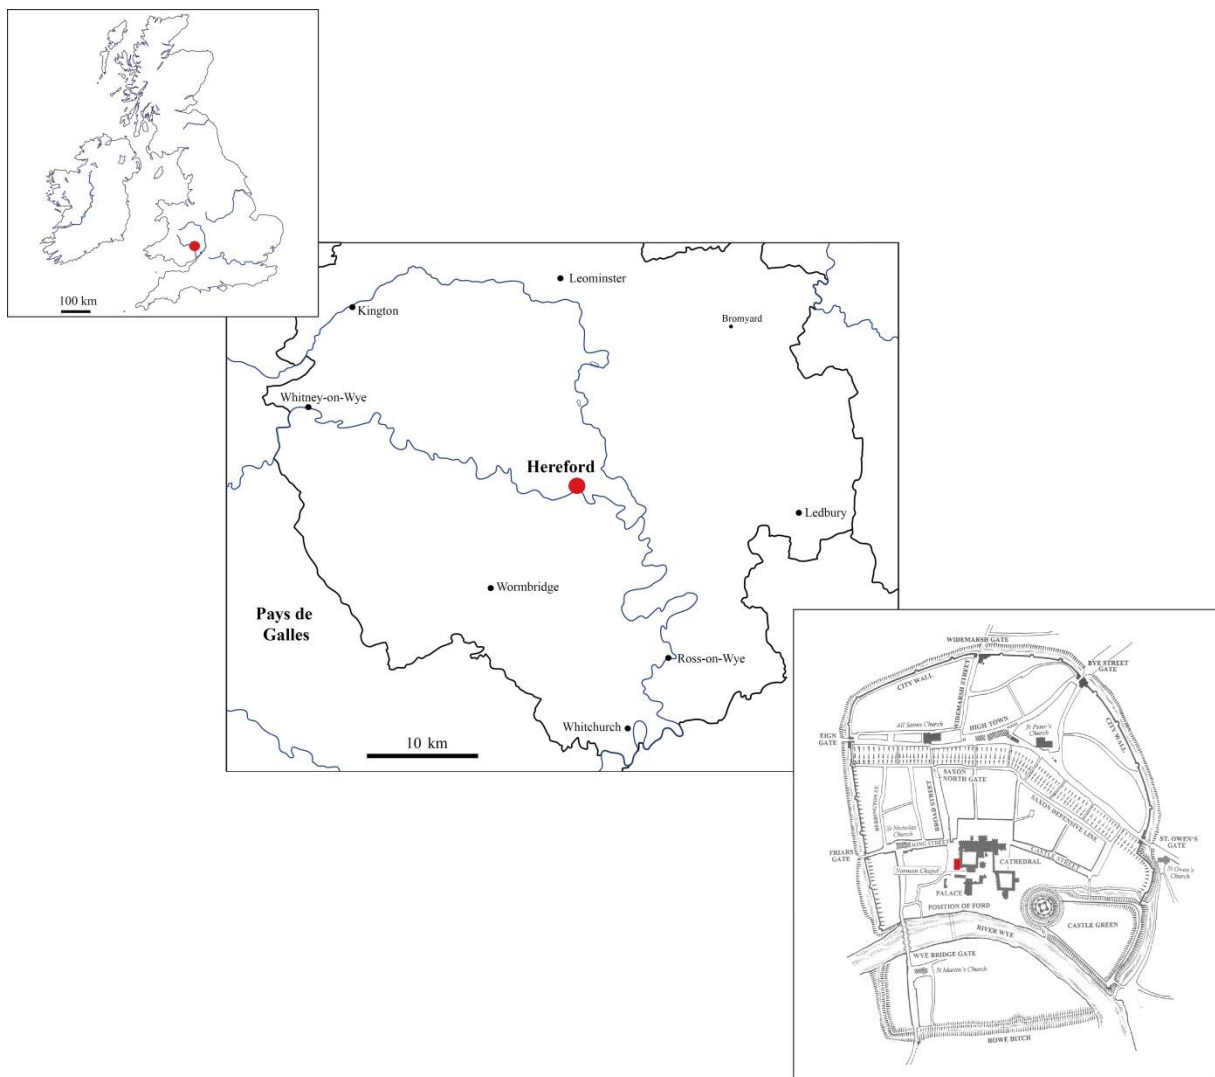 100 km
Leominster
Kington
Bromyard
Whitney-on-Wye
Hereford
Ledbury
Wormbridge
Pays de
Galles
Ross-on-Wye
Whitchurch
10 km
WIDEMARSH GATE
BYE STREET
GATE
CITY WALL
WIDEMARSH STREET
HIGH TOWN
All Saints Church
St Peter's
Church
CITY WALL
EIGN
GATE
SAXON
NORTH GATE
BERRINGTON ST.
BROAD STREET
SAXON DEFENSIVE LINE
St Nicholas
Church
KING STREET
ST. OWEN'S
GATE
FRIARS
GATE
CASTLE STREET
St Owen's
Church
Norman Chapel
CATHEDRAL
PALACE
POSITION OF FORD
CASTLE GREEN
RIVER WYE
WYE BRIDGE GATE
St Martin's Church
ROWE DITCH